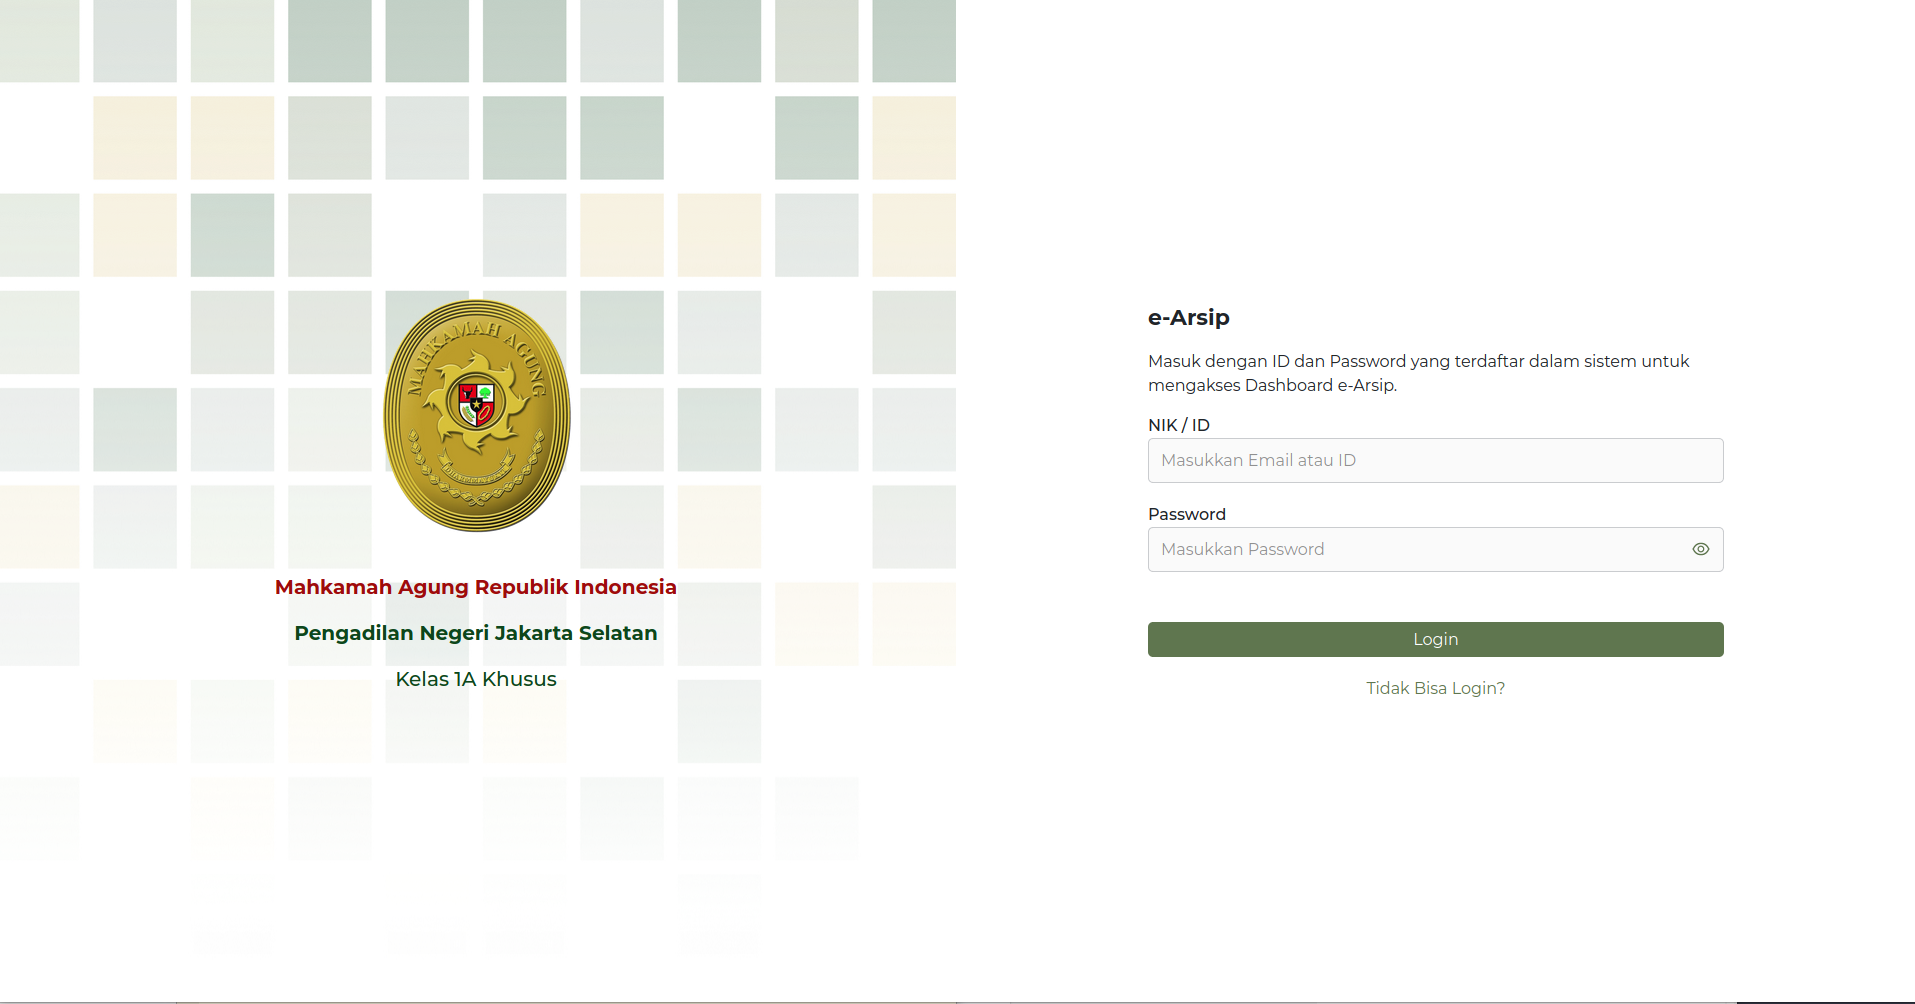 MAHKAMAH AGUNG
Mahkamah Agung Republik Indonesia
Pengadilan Negeri Jakarta Selatan
Kelas 1A Khusus
e-Arsip
Masuk dengan ID dan Password yang terdaftar dalam sistem untuk
mengakses Dashboard e-Arsip.
NIK / ID
Masukkan Email atau ID
Password
Masukkan Password
Login
Tidak Bisa Login?